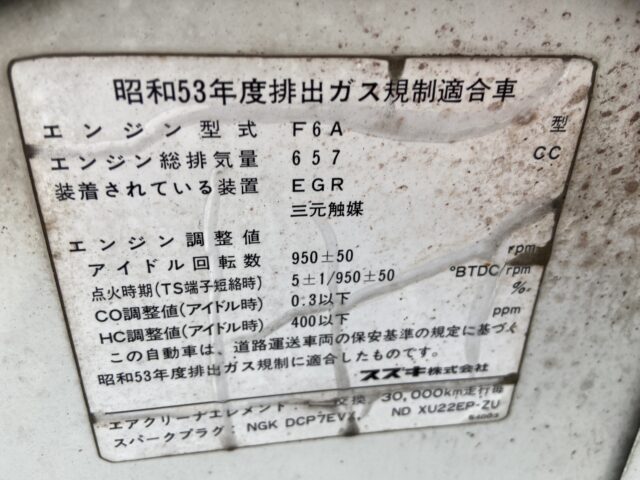 昭和53年度排出ガス規制適合車
エンジン型式 F6A 型
エンジン総排気量 657 CC
装着されている装置 EGR
三元触媒
エンジン調整値
アイドル回転数 950±50 rpm
点火時期(TS端子短絡時) 5±1/950±50 °BTDC/rpm
CO調整値(アイドル時) 0.3以下 %
HC調整値(アイドル時) 400以下 ppm
この自動車は、道路運送車両の保安基準の規定に基づく
昭和53年度排出ガス規制に適合したものです。
スズキ株式会社
エアクリーナエレメント 交換 30,000km走行毎
スパークプラグ: NGK ND XU22EP-ZU